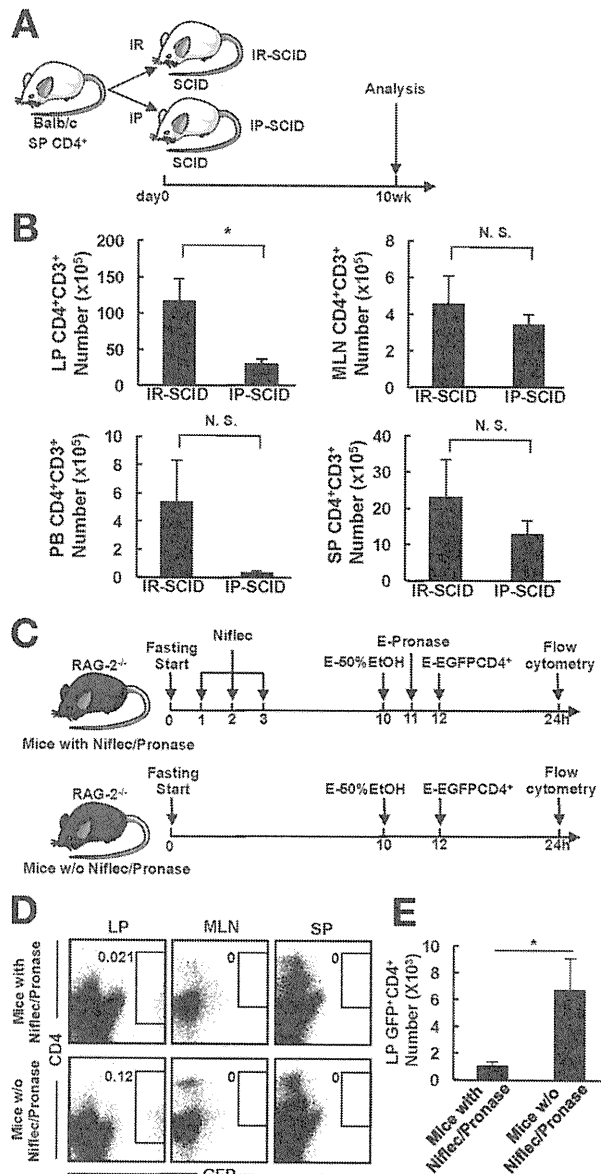 A
IR
IR-SCID
SCID
Balb/c
SP CD4⁺
IP
IP-SCID
SCID
Analysis
day0
10wk
B
LP CD4⁺CD3⁺
Number (x10⁵)
200
150
100
50
0
*
IR-SCID IP-SCID
MLN CD4⁺CD3⁺
Number (x10⁵)
8
6
4
2
0
N. S.
IR-SCID IP-SCID
PB CD4⁺CD3⁺
Number (x10⁵)
10
8
6
4
2
0
N. S.
IR-SCID IP-SCID
SP CD4⁺CD3⁺
Number (x10⁵)
40
30
20
10
0
N. S.
IR-SCID IP-SCID
C
RAG-2⁻/⁻
Mice with Niflec/Pronase
Fasting
Start
Niflec
E-50%EtOH
E-Pronase
E-EGFPCD4⁺
Flow
cytometry
0 1 2 3 10 11 12 24h
RAG-2⁻/⁻
Mice w/o Niflec/Pronase
Fasting
Start
E-50%EtOH
E-EGFPCD4⁺
Flow
cytometry
0 10 12 24h
D
LP MLN SP
Mice with
Niflec/Pronase
0.021 0 0
CD4
Mice w/o
Niflec/Pronase
0.12 0 0
GFP
E
LP GFP⁺CD4⁺
Number (X10³)
10
8
6
4
2
0
*
Mice with
Niflec/Pronase
Mice w/o
Niflec/Pronase